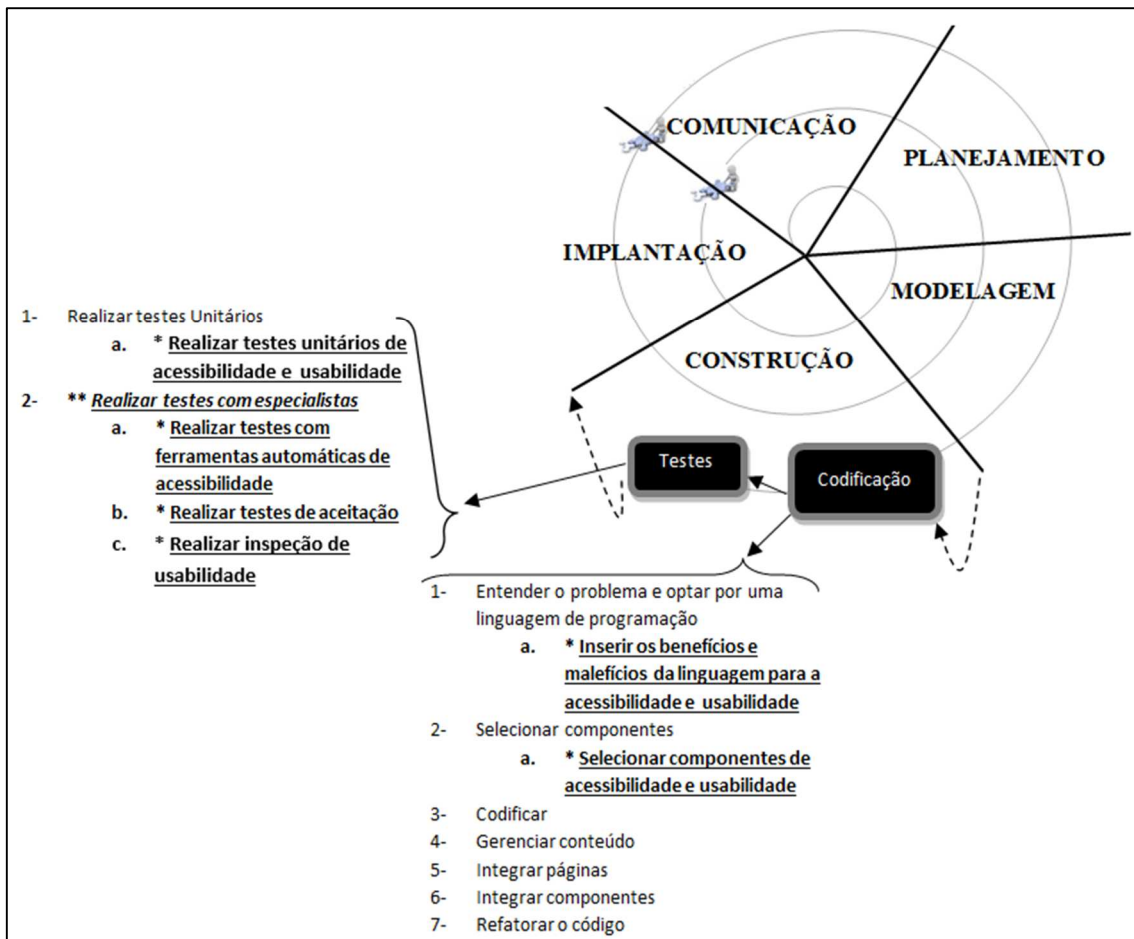 COMUNICAÇÃO
PLANEJAMENTO
IMPLANTAÇÃO
MODELAGEM
CONSTRUÇÃO
Testes
Codificação
1- Realizar testes Unitários
a. * Realizar testes unitários de
acessibilidade e usabilidade
2- ** Realizar testes com especialistas
a. * Realizar testes com
ferramentas automáticas de
acessibilidade
b. * Realizar testes de aceitação
c. * Realizar inspeção de
usabilidade
1- Entender o problema e optar por uma
linguagem de programação
a. * Inserir os benefícios e
malefícios da linguagem para a
acessibilidade e usabilidade
2- Selecionar componentes
a. * Selecionar componentes de
acessibilidade e usabilidade
3- Codificar
4- Gerenciar conteúdo
5- Integrar páginas
6- Integrar componentes
7- Refatorar o código